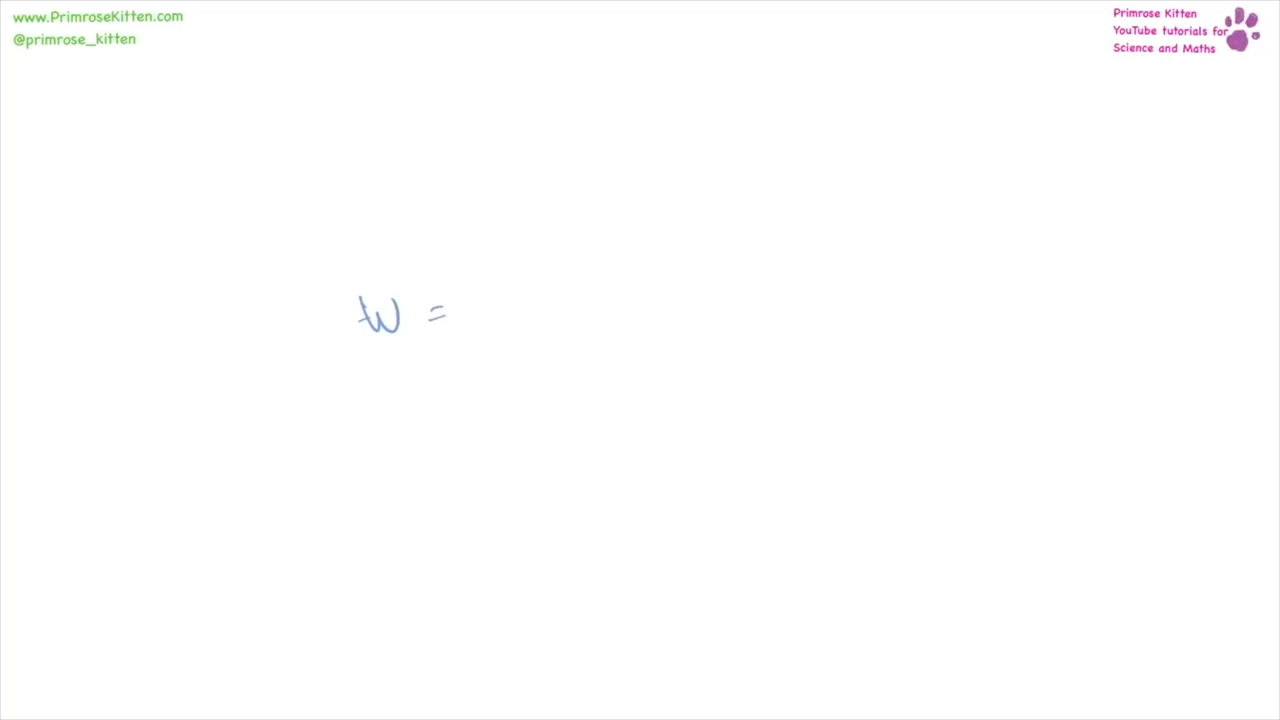 www.PrimroseKitten.com
@primrose_kitten
Primrose Kitten
YouTube tutorials for
Science and Maths
W =